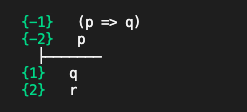 {-1} (p => q)
{-2} p
|-------
{1} q
{2} r